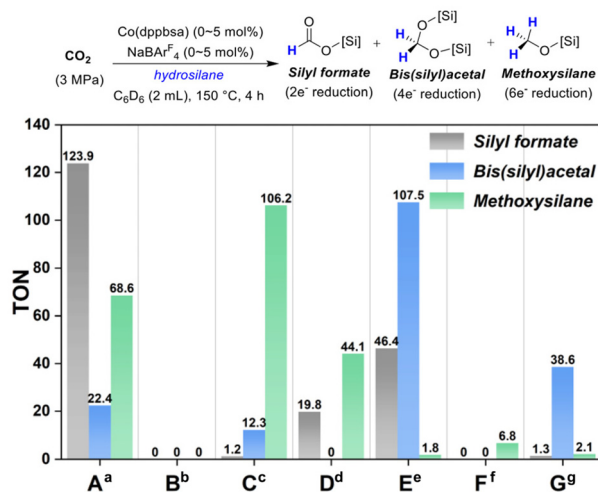 CO2
(3 MPa)
Co(dppbsa) (0~5 mol%)
NaBArF4 (0~5 mol%)
hydrosilane
C6D6 (2 mL), 150 °C, 4 h
O
H O [Si]
Silyl formate
(2e- reduction)
+
O [Si]
H
H O
[Si]
Bis(silyl)acetal
(4e- reduction)
+
H
H
H O [Si]
Methoxysilane
(6e- reduction)
TON
140
120
100
80
60
40
20
0
Silyl formate
Bis(silyl)acetal
Methoxysilane
123.9
22.4
68.6
0 0 0
1.2
12.3
106.2
19.8
0
44.1
46.4
107.5
1.8
0 0 6.8
1.3
38.6
2.1
Aa Bb Cc Dd Ee Ff Gg